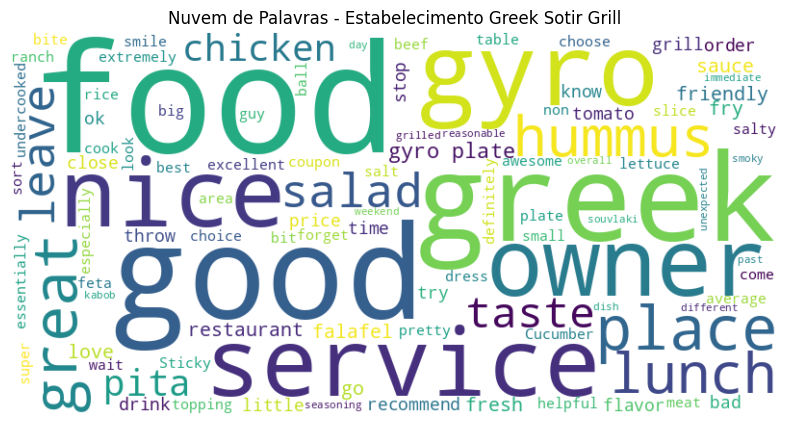 Nuvem de Palavras - Estabelecimento Greek Sotir Grill
food
gyro
bite
smile
chicken
day
beef
table
choose
grill
order
ranch
extremely
ball
stop
know
sauce
immediate
friendly
undercooked
rice
big
guy
non
slice
fry
ok
tomato
hummus
cook
look
grilled
reasonable
gyro plate
salty
leave
sort
close
best
excellent
coupon
awesome
overall
lettuce
smoky
nice
salad
salt
greek
definitely
plate
souvlaki
unexpected
area
weekend
price
small
great
especially
throw
choice
bit
forget
time
owner
essentially
feta
kabob
good
try
dress
come
past
dish
different
average
taste
place
restaurant
falafel
pretty
Cucumber
love
wait
Sticky
service
lunch
super
pita
go
drink
topping
little
seasoning
recommend
fresh
helpful
flavor
meat
bad